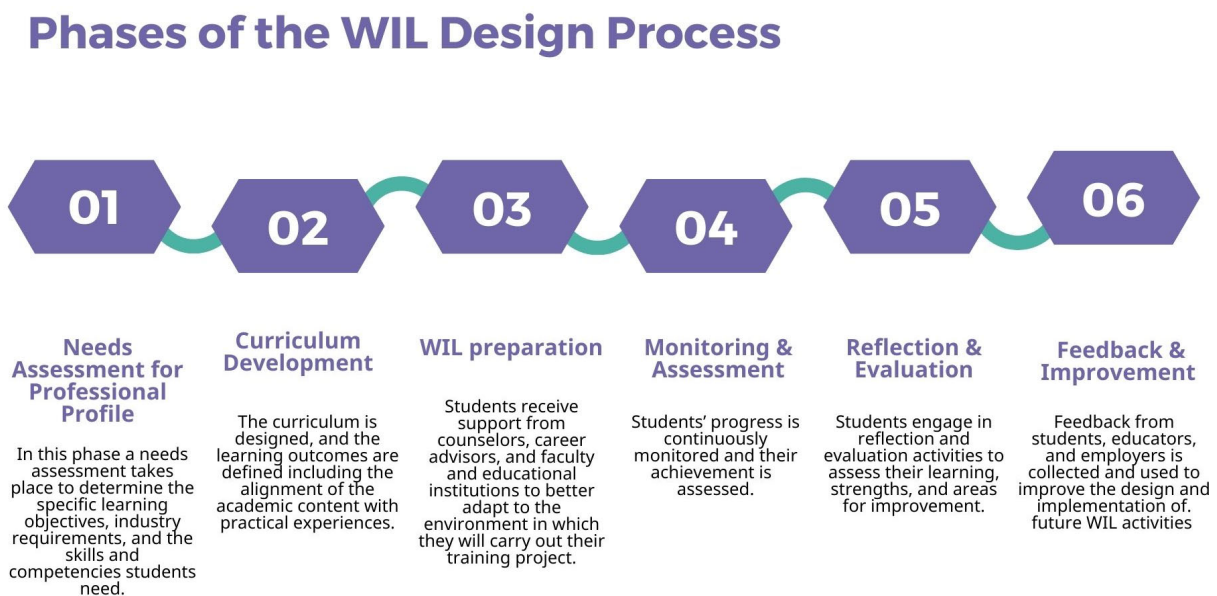 Phases of the WIL Design Process
01
02
03
04
05
06
Needs
Assessment for
Professional
Profile
In this phase a needs
assessment takes
place to determine the
specific learning
objectives, industry
requirements, and the
skills and
competencies students
need.
Curriculum
Development
The curriculum is
designed, and the
learning outcomes are
defined including the
alignment of the
academic content with
practical experiences.
WIL preparation
Students receive
support from
counselors, career
advisors, and faculty
and educational
institutions to better
adapt to the
environment in which
they will carry out their
training project.
Monitoring &
Assessment
Students’ progress is
continuously
monitored and their
achievement is
assessed.
Reflection &
Evaluation
Students engage in
reflection and
evaluation activities to
assess their learning,
strengths, and areas
for improvement.
Feedback &
Improvement
Feedback from
students, educators,
and employers is
collected and used to
improve the design and
implementation of.
future WIL activities